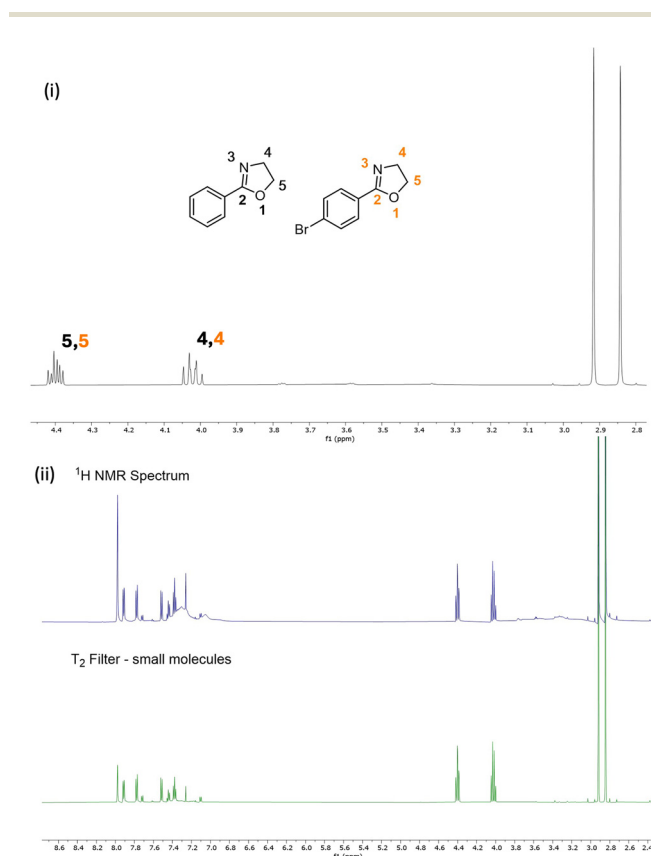 (i)
N
3
4
5
2
O
1
N
3
4
5
2
O
1
Br
5,5
4,4
4.4 4.3 4.2 4.1 4.0 3.9 3.8 3.7 3.6 3.5 3.4 3.3 3.2 3.1 3.0 2.9 2.8 2.7
f1 (ppm)
(ii)
¹H NMR Spectrum
T₂ Filter - small molecules
8.6 8.4 8.2 8.0 7.8 7.6 7.4 7.2 7.0 6.8 6.6 6.4 6.2 6.0 5.8 5.6 5.4 5.2 5.0 4.8 4.6 4.4 4.2 4.0 3.8 3.6 3.4 3.2 3.0 2.8 2.6 2.4
f1 (ppm)